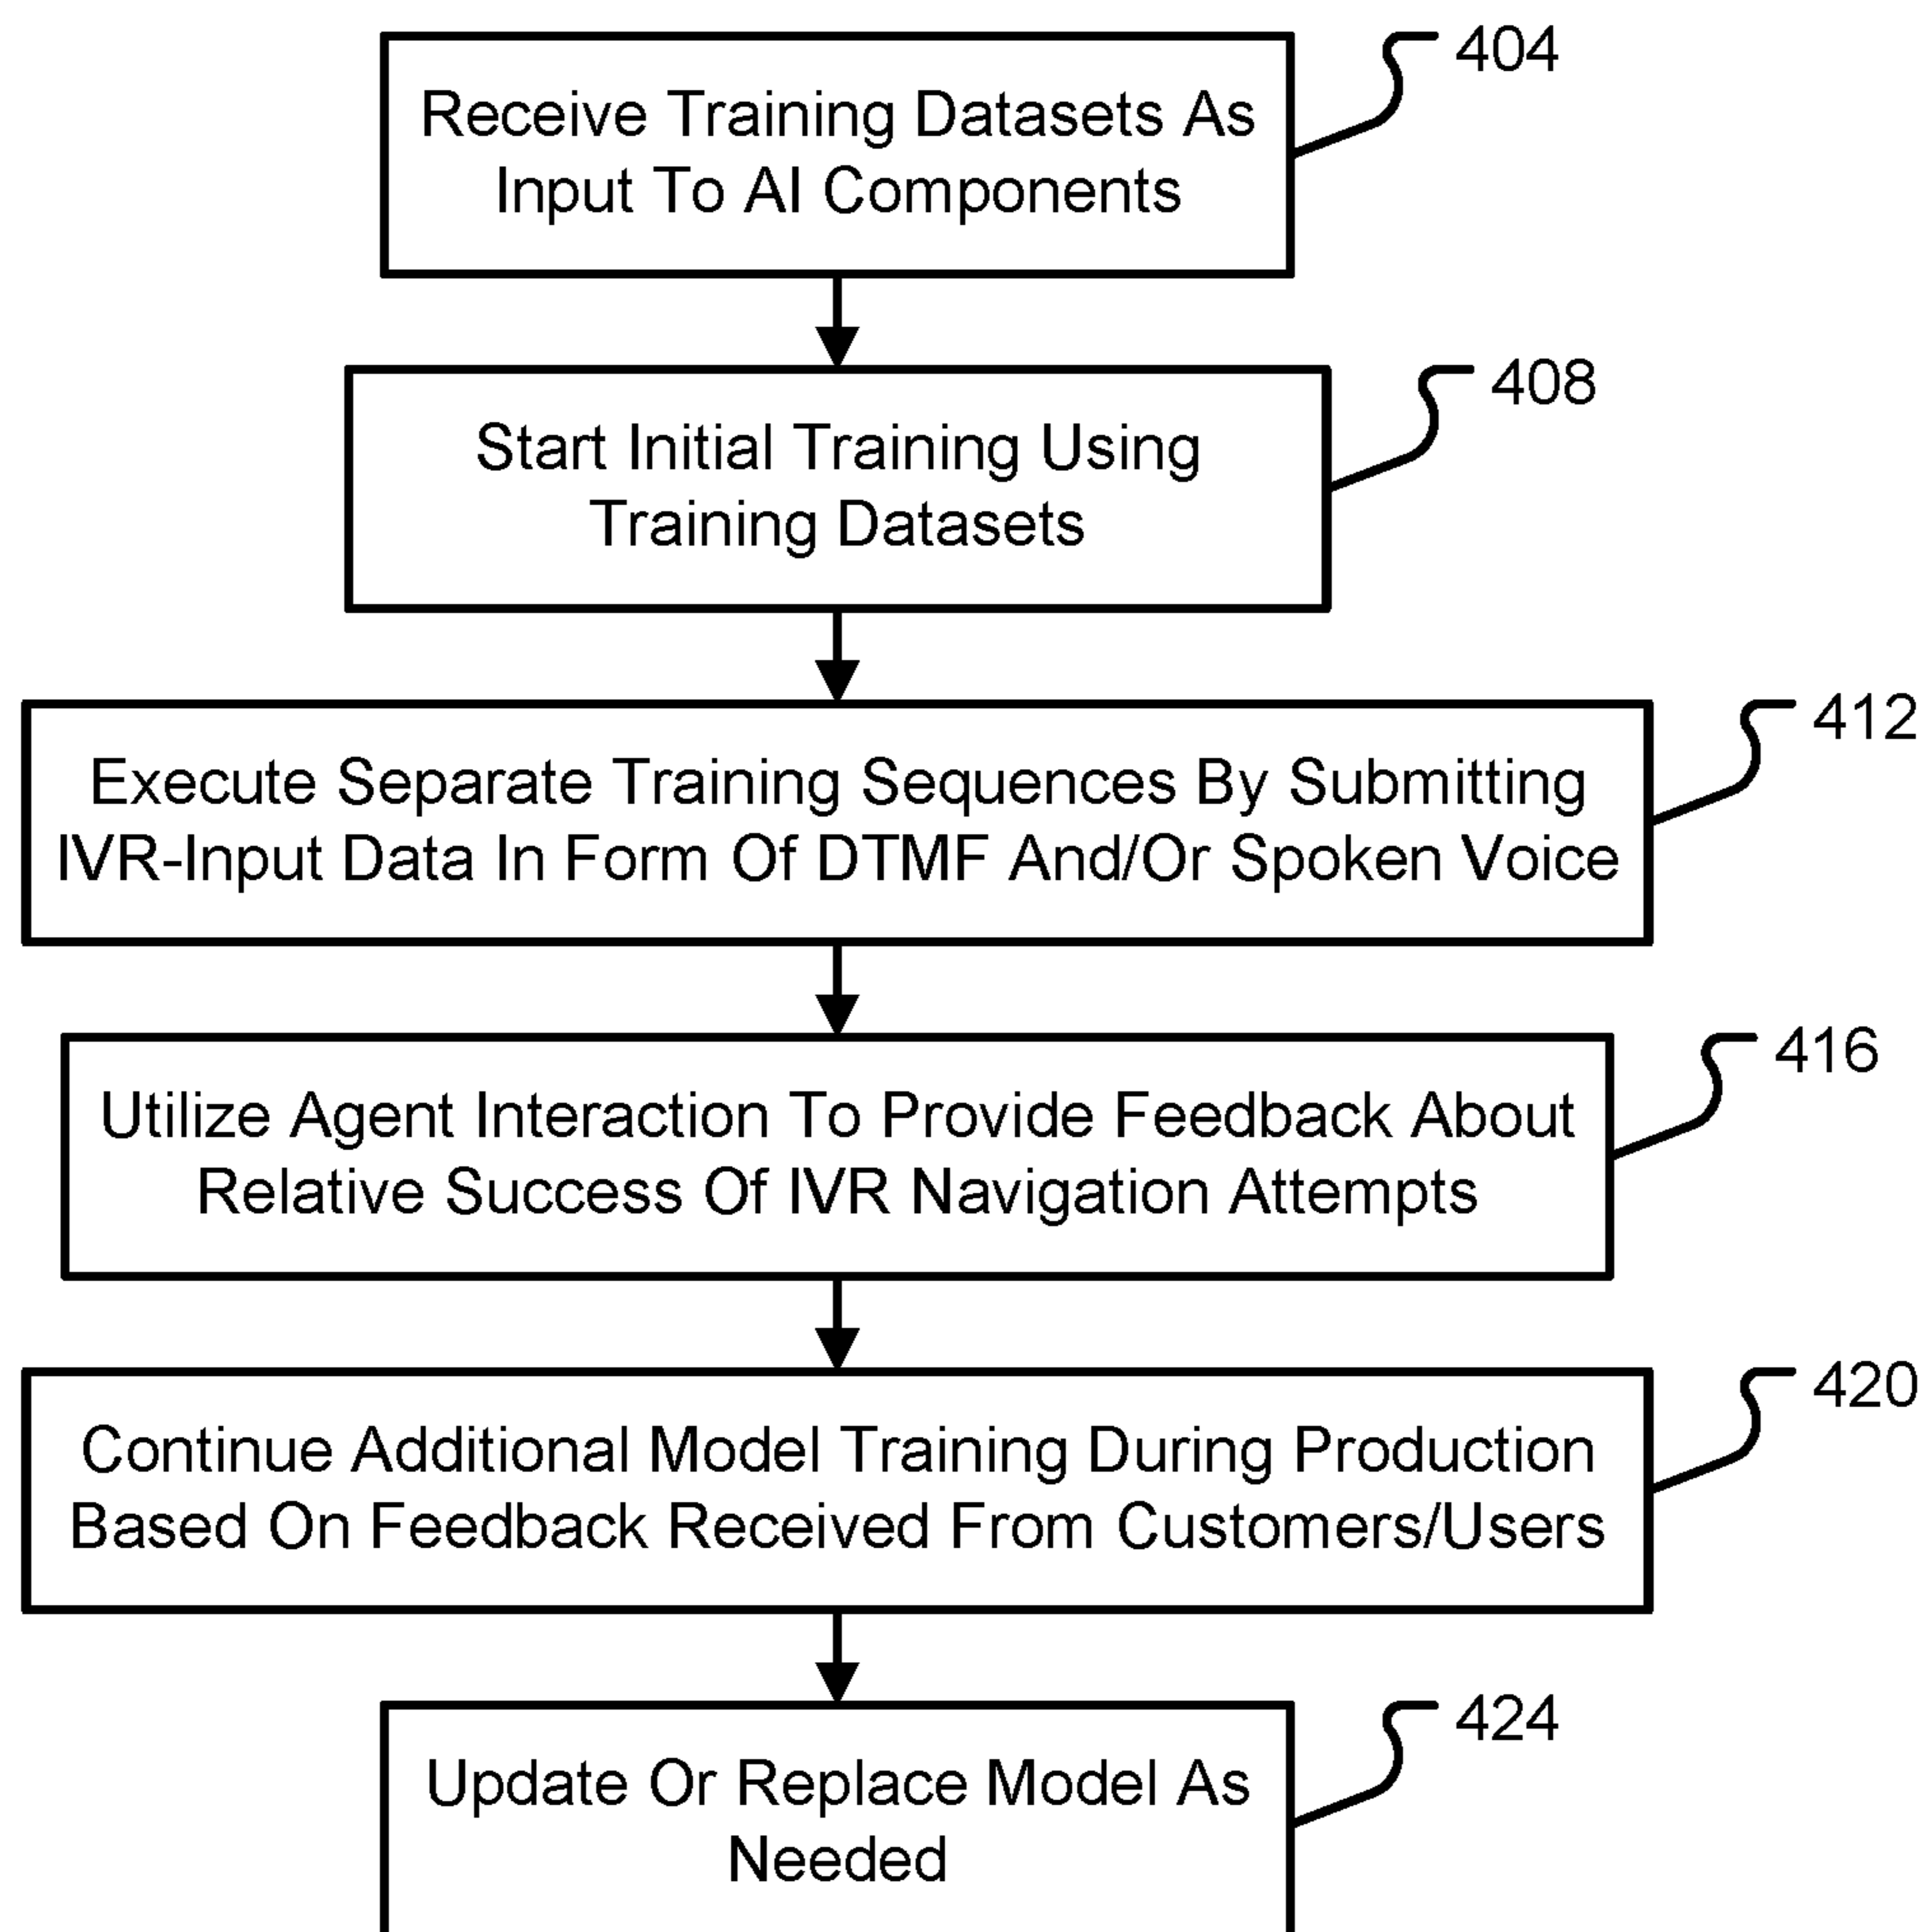 404
Receive Training Datasets As
Input To AI Components
408
Start Initial Training Using
Training Datasets
412
Execute Separate Training Sequences By Submitting
IVR-Input Data In Form Of DTMF And/Or Spoken Voice
416
Utilize Agent Interaction To Provide Feedback About
Relative Success Of IVR Navigation Attempts
420
Continue Additional Model Training During Production
Based On Feedback Received From Customers/Users
424
Update Or Replace Model As
Needed